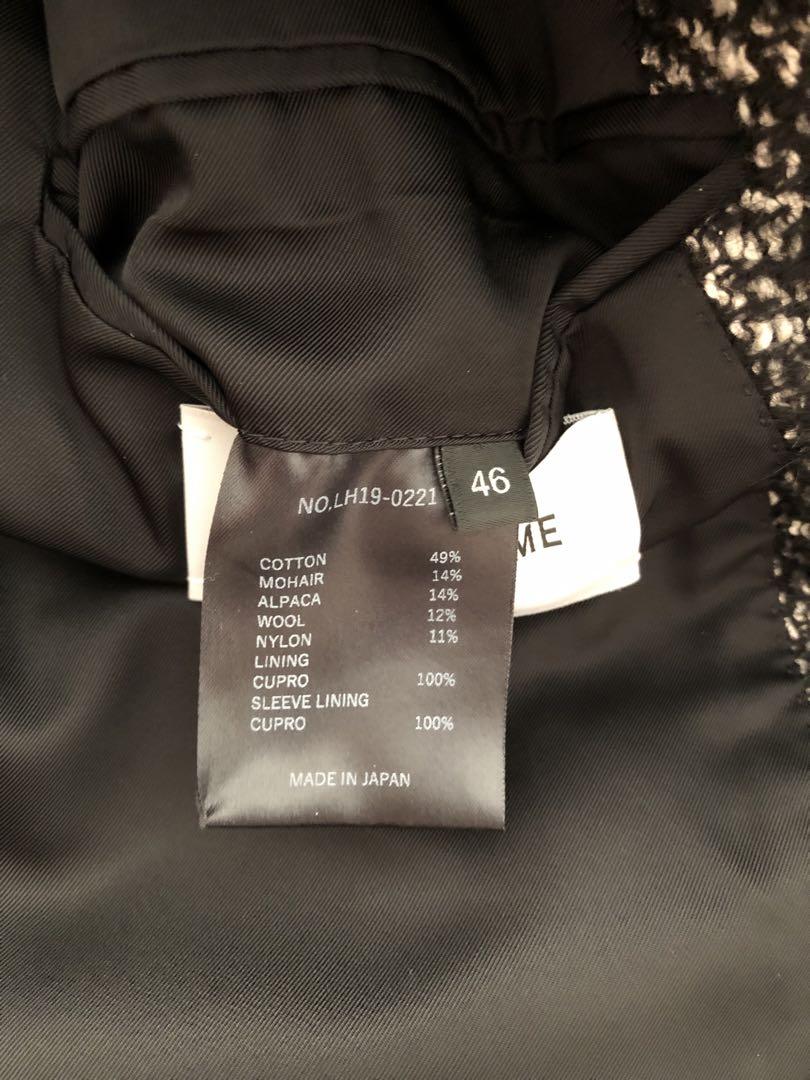 46
NO,LH19-0221
ME
COTTON 49%
MOHAIR 14%
ALPACA 14%
WOOL 12%
NYLON 11%
LINING
CUPRO 100%
SLEEVE LINING
CUPRO 100%
MADE IN JAPAN